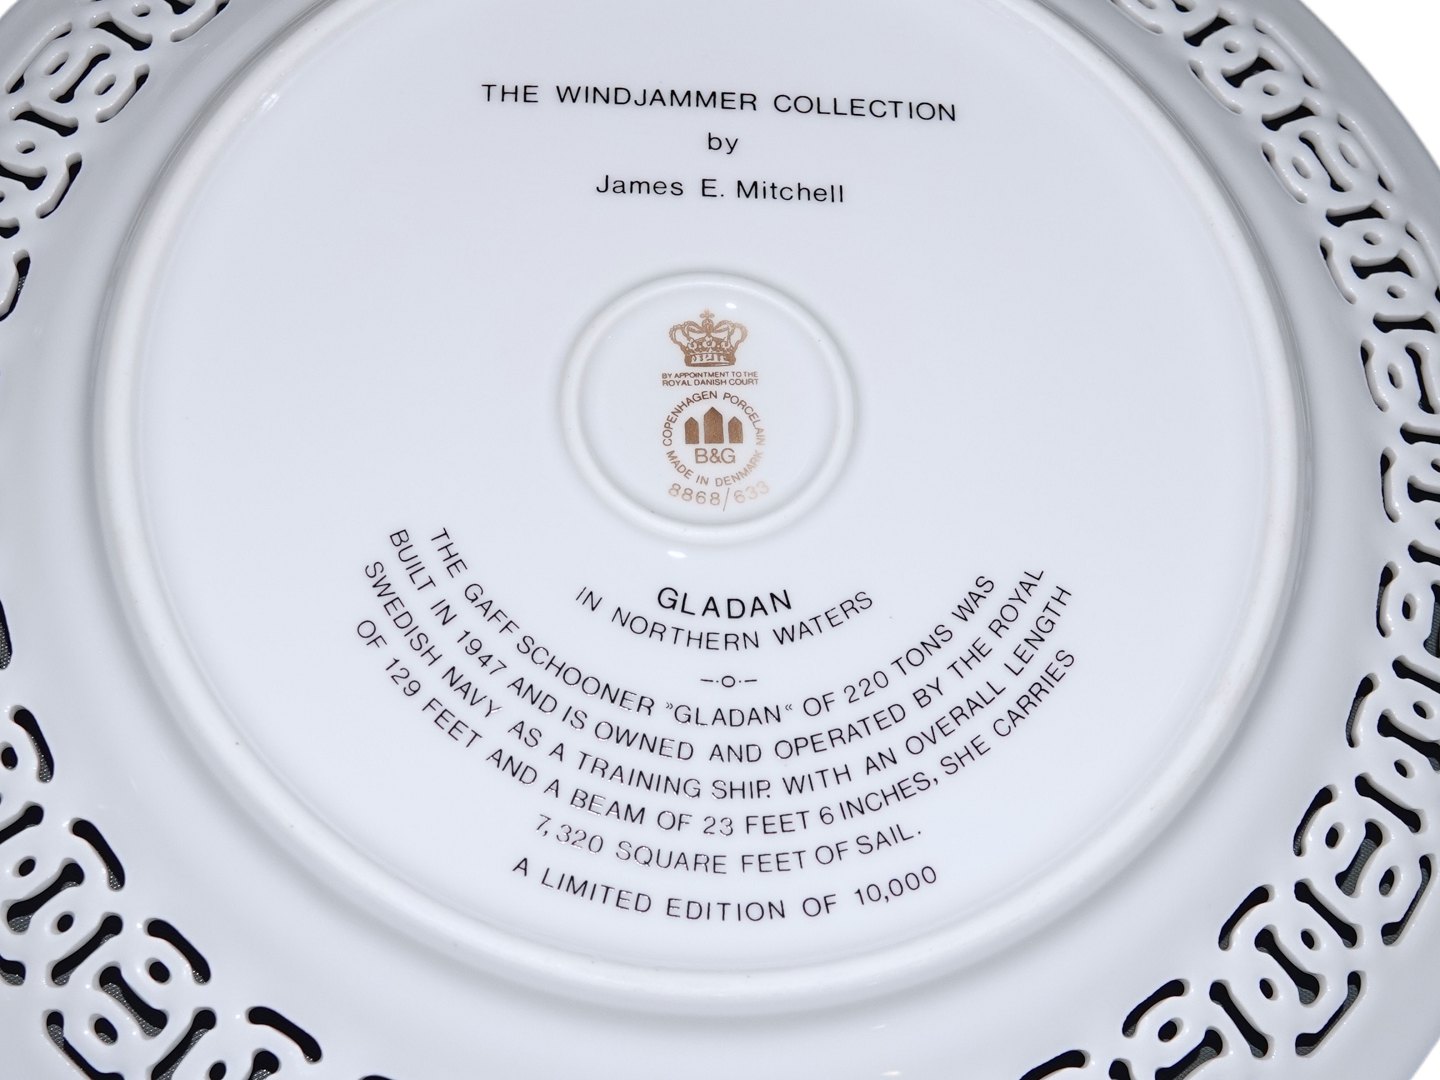 THE WINDJAMMER COLLECTION
by
James E. Mitchell
BY APPOINTMENT TO THE
ROYAL DANISH COURT
COPENHAGEN PORCELAIN
B&G
MADE IN DENMARK
8868/633
GLADAN
IN NORTHERN WATERS
THE GAFF SCHOONER »GLADAN« OF 220 TONS WAS
BUILT IN 1947 AND IS OWNED AND OPERATED BY THE ROYAL
SWEDISH NAVY AS A TRAINING SHIP. WITH AN OVERALL LENGTH
OF 129 FEET AND A BEAM OF 23 FEET 6 INCHES, SHE CARRIES
7,320 SQUARE FEET OF SAIL.
A LIMITED EDITION OF 10,000